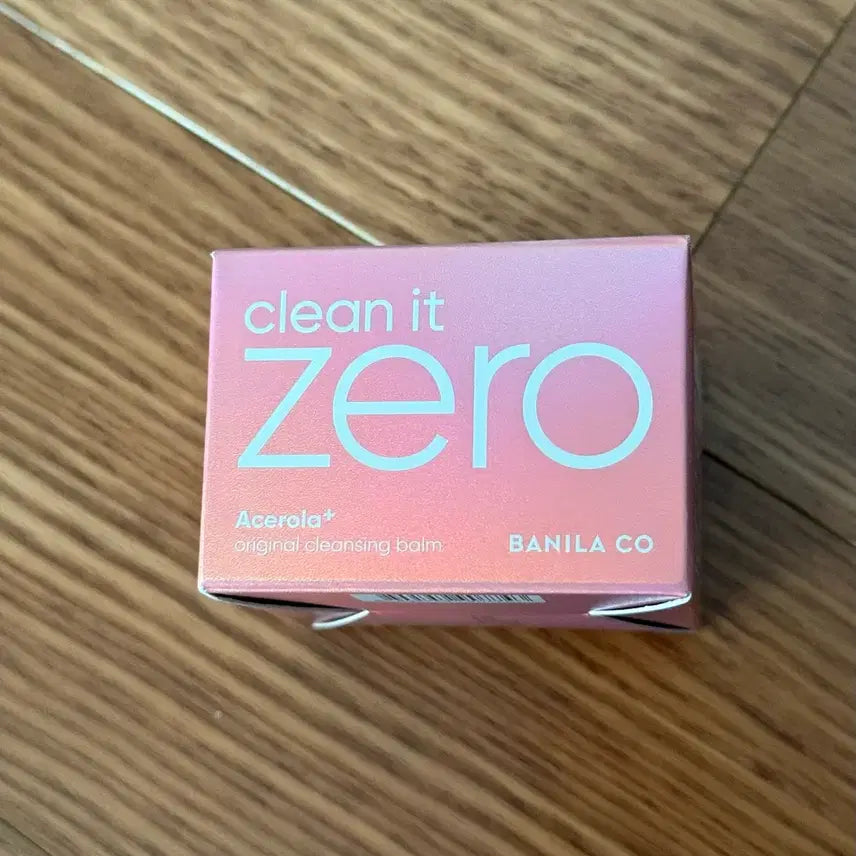 clean it
zero
Acerola+
original cleansing balm
BANILA CO